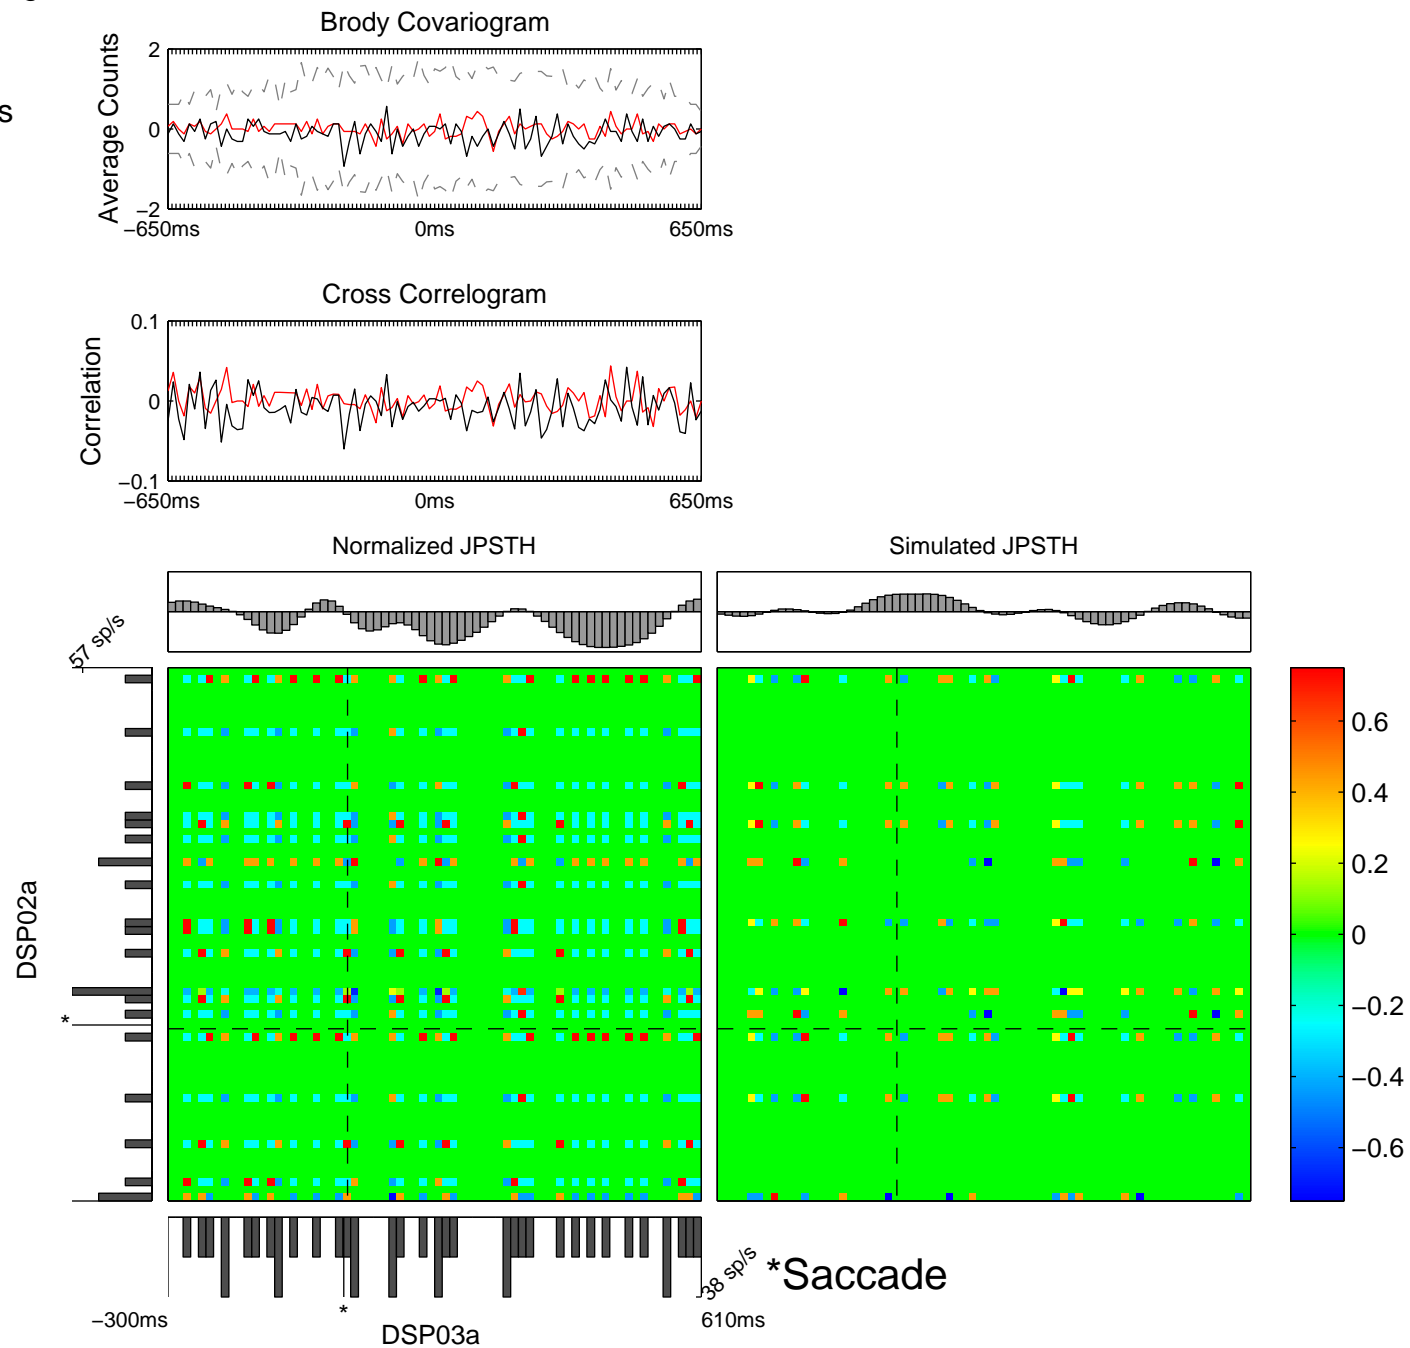 Brody Covariogram
Average Counts
2
0
−2
−650ms 0ms 650ms
s
Cross Correlogram
Correlation
0.1
0
−0.1
−650ms 0ms 650ms
Normalized JPSTH
Simulated JPSTH
57 sp/s
DSP02a
*
0.6
0.4
0.2
0
−0.2
−0.4
−0.6
38 sp/s
*Saccade
*
−300ms
610ms
DSP03a